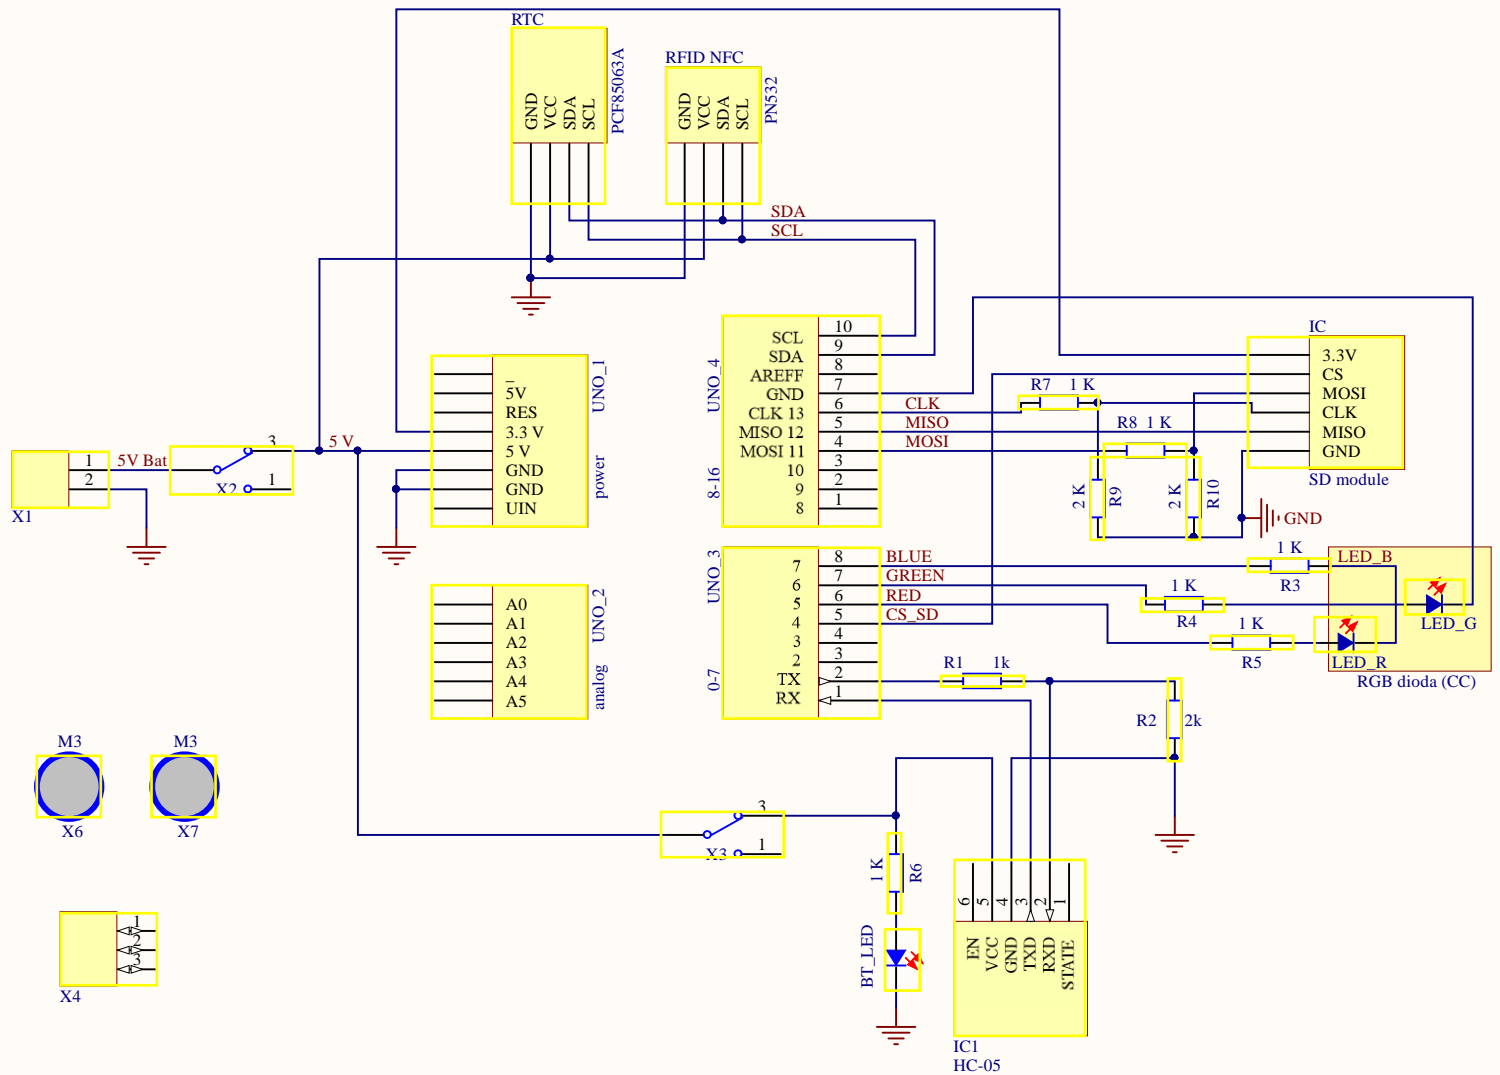 RTC
PCF85063A
GND
VCC
SDA
SCL
RFID NFC
PN532
GND
VCC
SDA
SCL
SDA
SCL
UNO_1
power
_
5V
RES
3.3 V
5 V
GND
GND
UIN
5 V
X1
1
2
5V Bat
X2
3
1
UNO_4
8-16
SCL 10
SDA 9
AREFF 8
GND 7
CLK 13 6
MISO 12 5
MOSI 11 4
10 3
9 2
8 1
CLK
MISO
MOSI
R7 1 K
R8 1 K
2 K R9
2 K R10
IC
3.3V
CS
MOSI
CLK
MISO
GND
SD module
GND
UNO_2
analog
A0
A1
A2
A3
A4
A5
UNO_3
0-7
7 8
6 7
5 6
4 5
3 4
2 3
TX 2
RX 1
BLUE
GREEN
RED
CS_SD
1 K
R3
1 K
R4
1 K
R5
LED_B
LED_G
LED_R
RGB dioda (CC)
R1 1k
R2 2k
M3
X6
M3
X7
X3
3
1
1 K R6
BT_LED
6
5
4
3
2
1
EN
VCC
GND
TXD
RXD
STATE
IC1
HC-05
1
2
3
X4